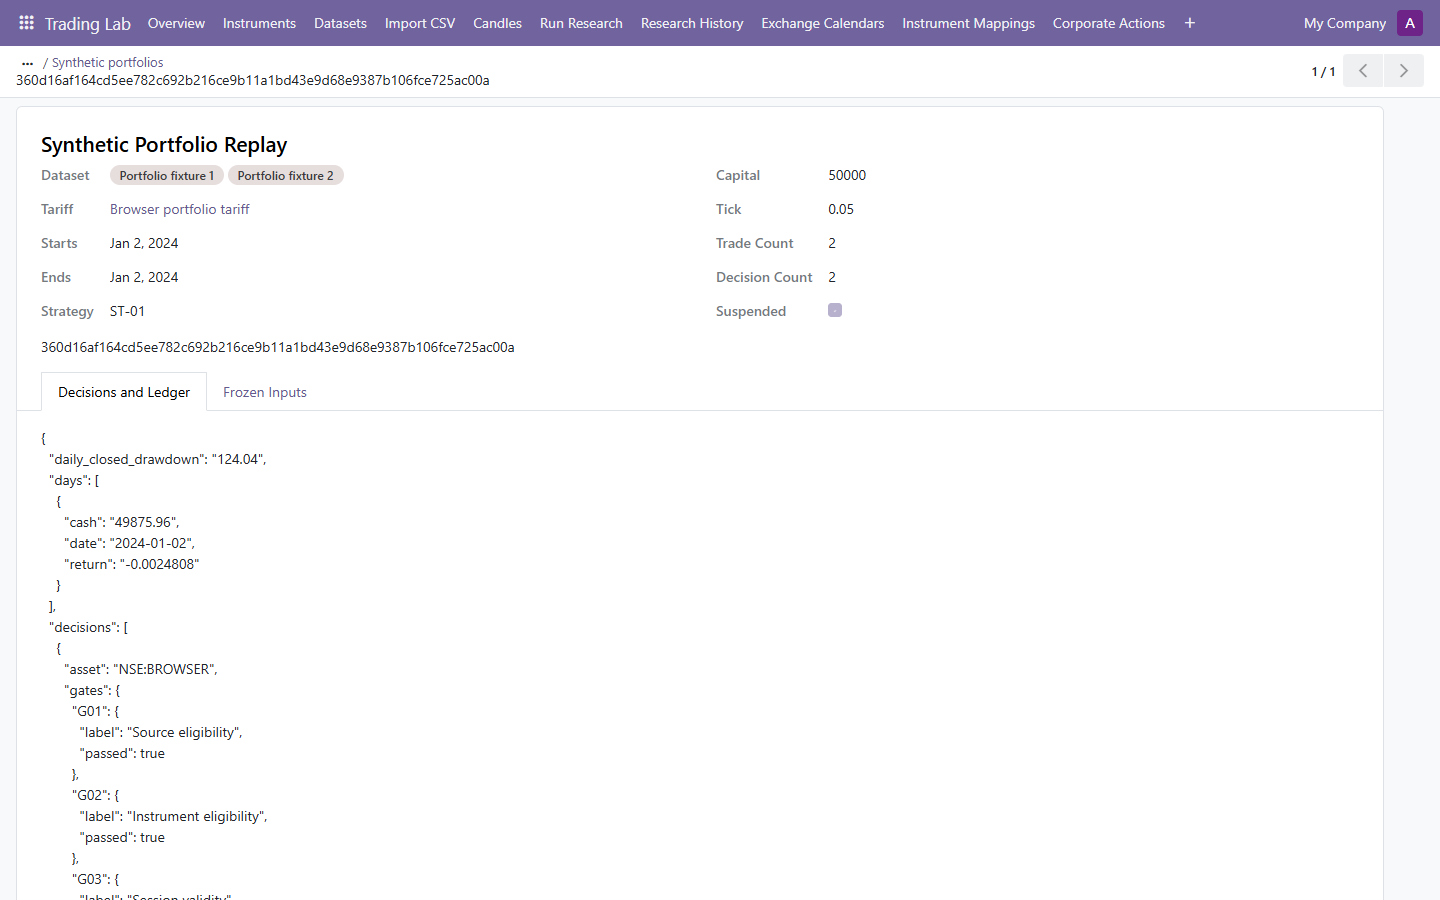 Trading Lab Overview Instruments Datasets Import CSV Candles Run Research Research History Exchange Calendars Instrument Mappings Corporate Actions + My Company A
... / Synthetic portfolios
360d16af164cd5ee782c692b216ce9b11a1bd43e9d68e9387b106fce725ac00a
1 / 1
Synthetic Portfolio Replay
Dataset Portfolio fixture 1 Portfolio fixture 2 Capital 50000
Tariff Browser portfolio tariff Tick 0.05
Starts Jan 2, 2024 Trade Count 2
Ends Jan 2, 2024 Decision Count 2
Strategy ST-01 Suspended
360d16af164cd5ee782c692b216ce9b11a1bd43e9d68e9387b106fce725ac00a
Decisions and Ledger Frozen Inputs
{
"daily_closed_drawdown": "124.04",
"days": [
{
"cash": "49875.96",
"date": "2024-01-02",
"return": "-0.0024808"
}
],
"decisions": [
{
"asset": "NSE:BROWSER",
"gates": {
"G01": {
"label": "Source eligibility",
"passed": true
},
"G02": {
"label": "Instrument eligibility",
"passed": true
},
"G03": {
"label": "Session validity",